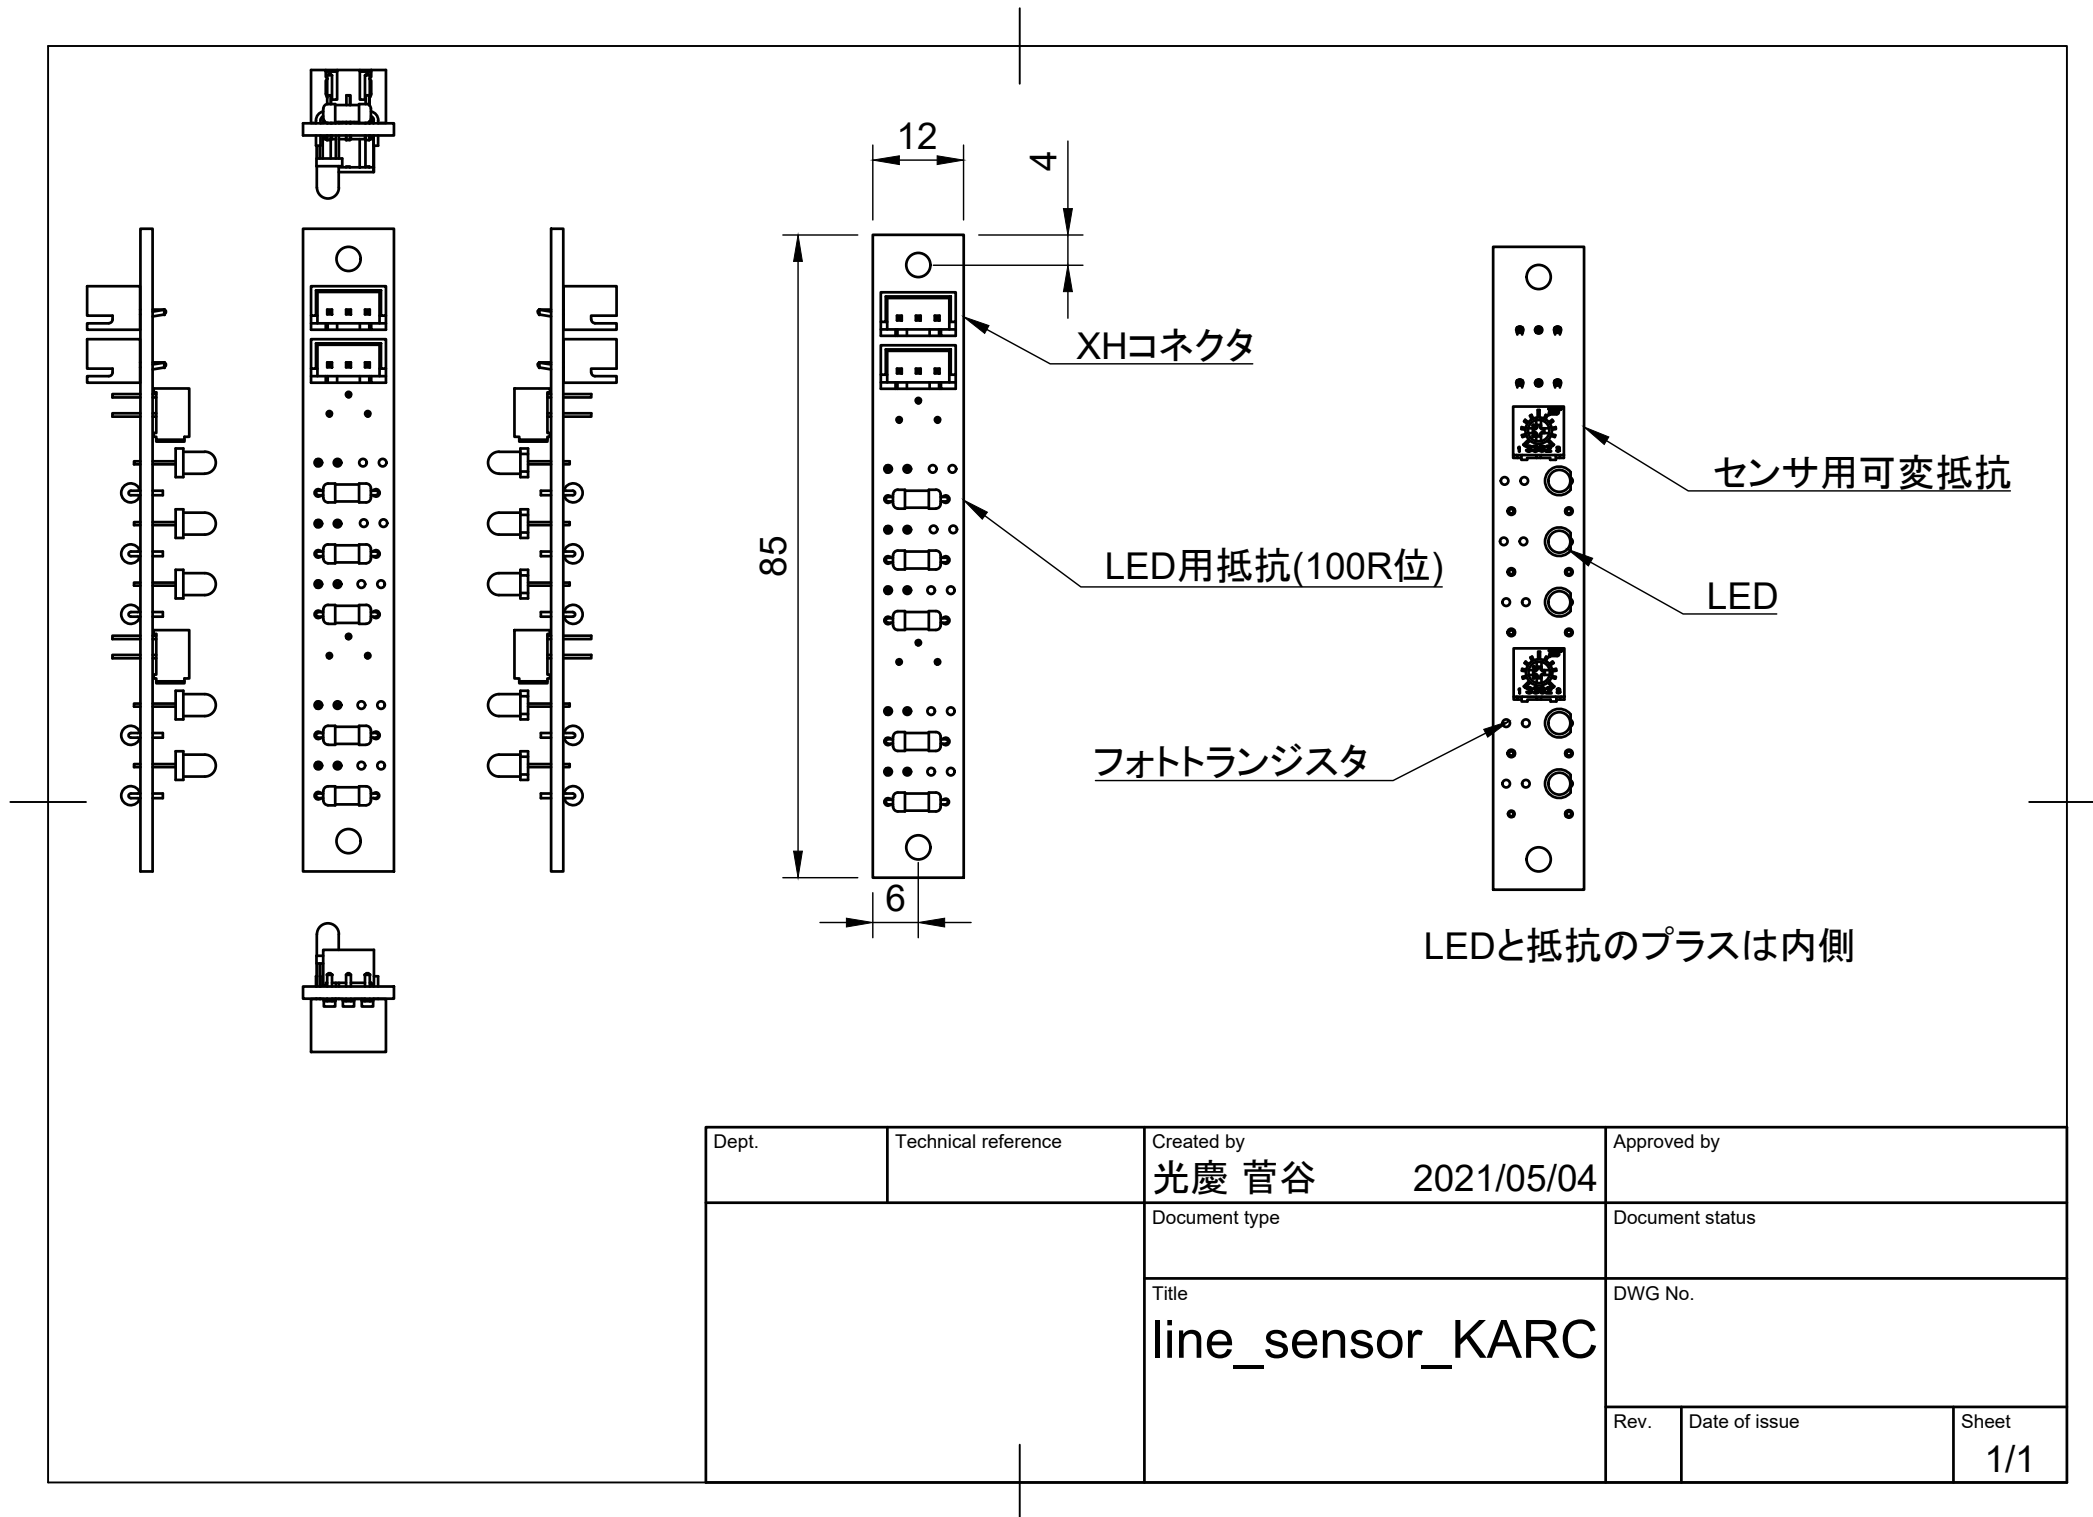 12
4
XHコネクタ
センサ用可変抵抗
85
LED用抵抗(100R位)
LED
フォトトランジスタ
6
LEDと抵抗のプラスは内側
Dept.
Technical reference
Created by
光慶 菅谷 2021/05/04
Approved by
Document type
Document status
Title
line_sensor_KARC
DWG No.
Rev.
Date of issue
Sheet
1/1